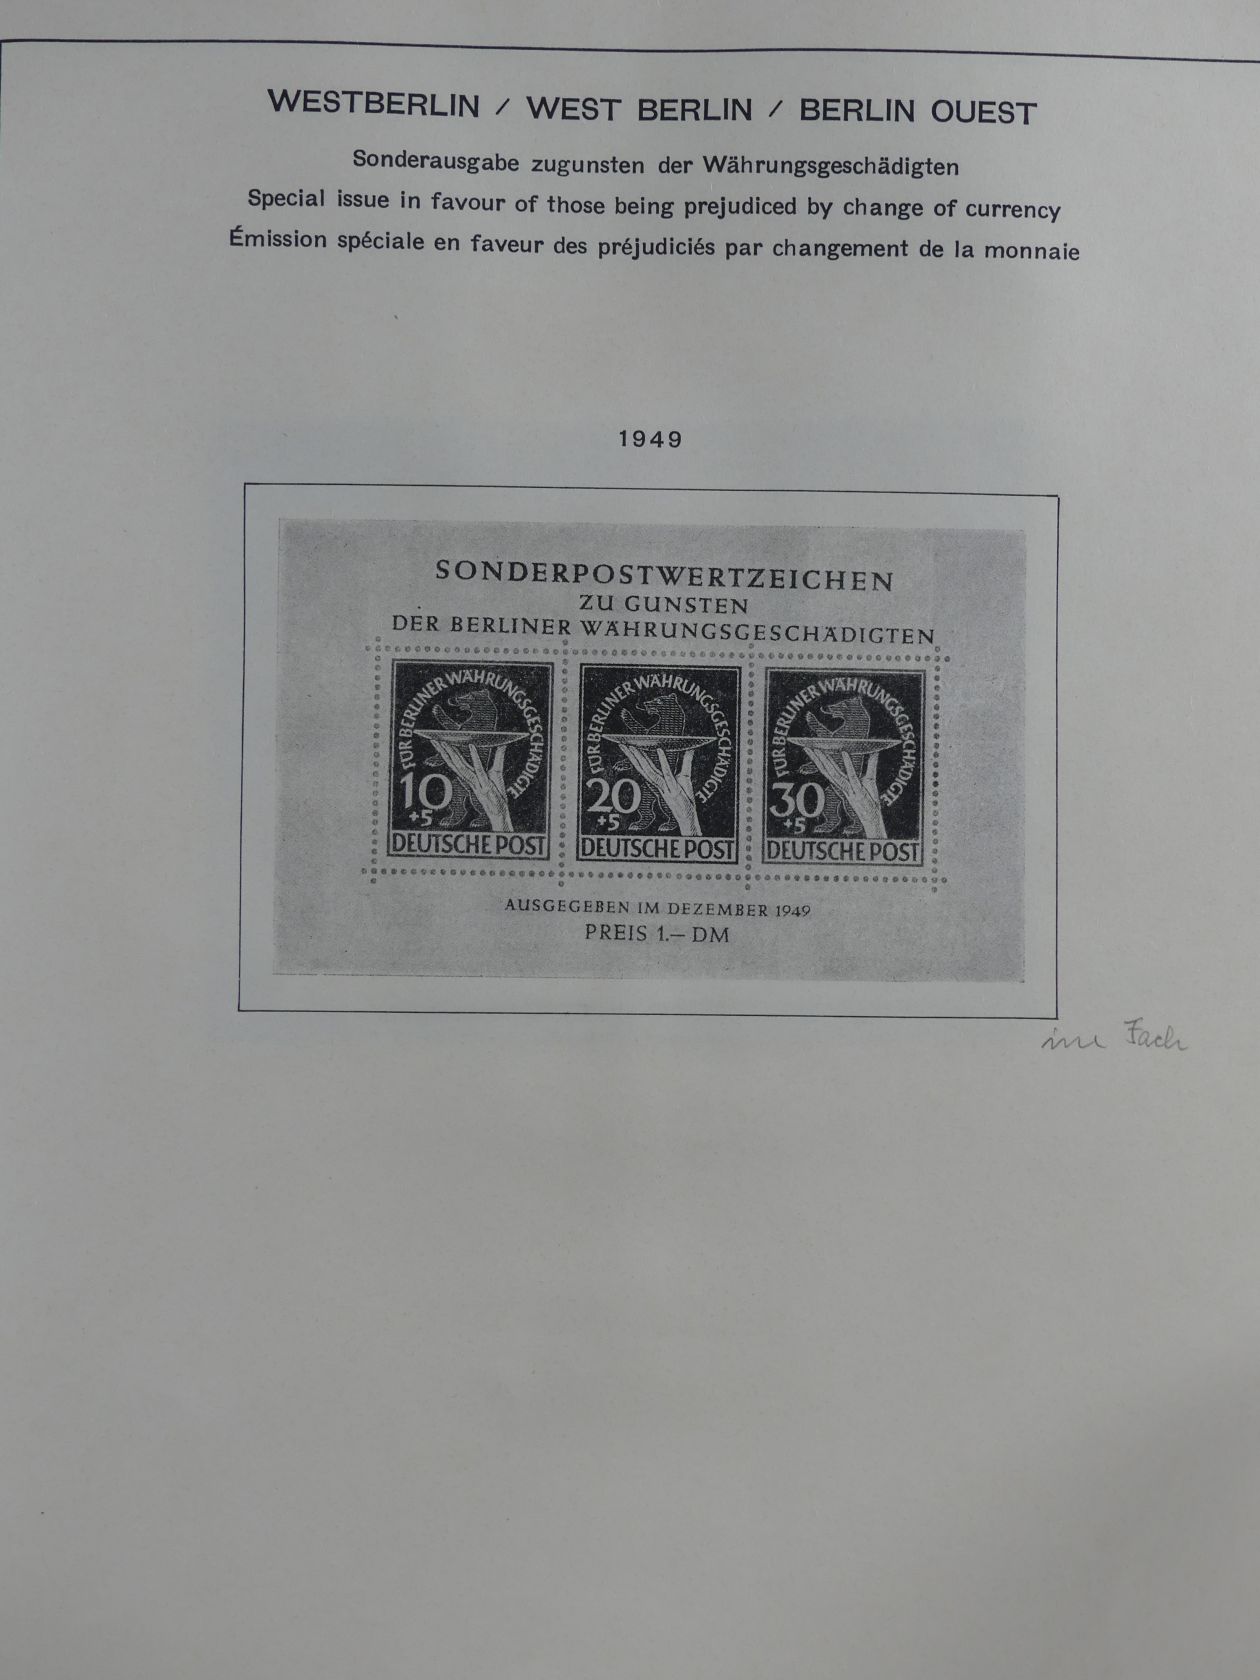 WESTBERLIN / WEST BERLIN / BERLIN OUEST
Sonderausgabe zugunsten der Währungsgeschädigten
Special issue in favour of those being prejudiced by change of currency
Émission spéciale en faveur des préjudiciés par changement de la monnaie
1949
SONDERPOSTWERTZEICHEN
ZU GUNSTEN
DER BERLINER WÄHRUNGSGESCHÄDIGTEN
FÜR BERLINER WÄHRUNGSGESCHÄDIGTE
10
+5
DEUTSCHE POST
FÜR BERLINER WÄHRUNGSGESCHÄDIGTE
20
+5
DEUTSCHE POST
FÜR BERLINER WÄHRUNGSGESCHÄDIGTE
30
+5
DEUTSCHE POST
AUSGEGEBEN IM DEZEMBER 1949
PREIS 1.— DM
im Fach